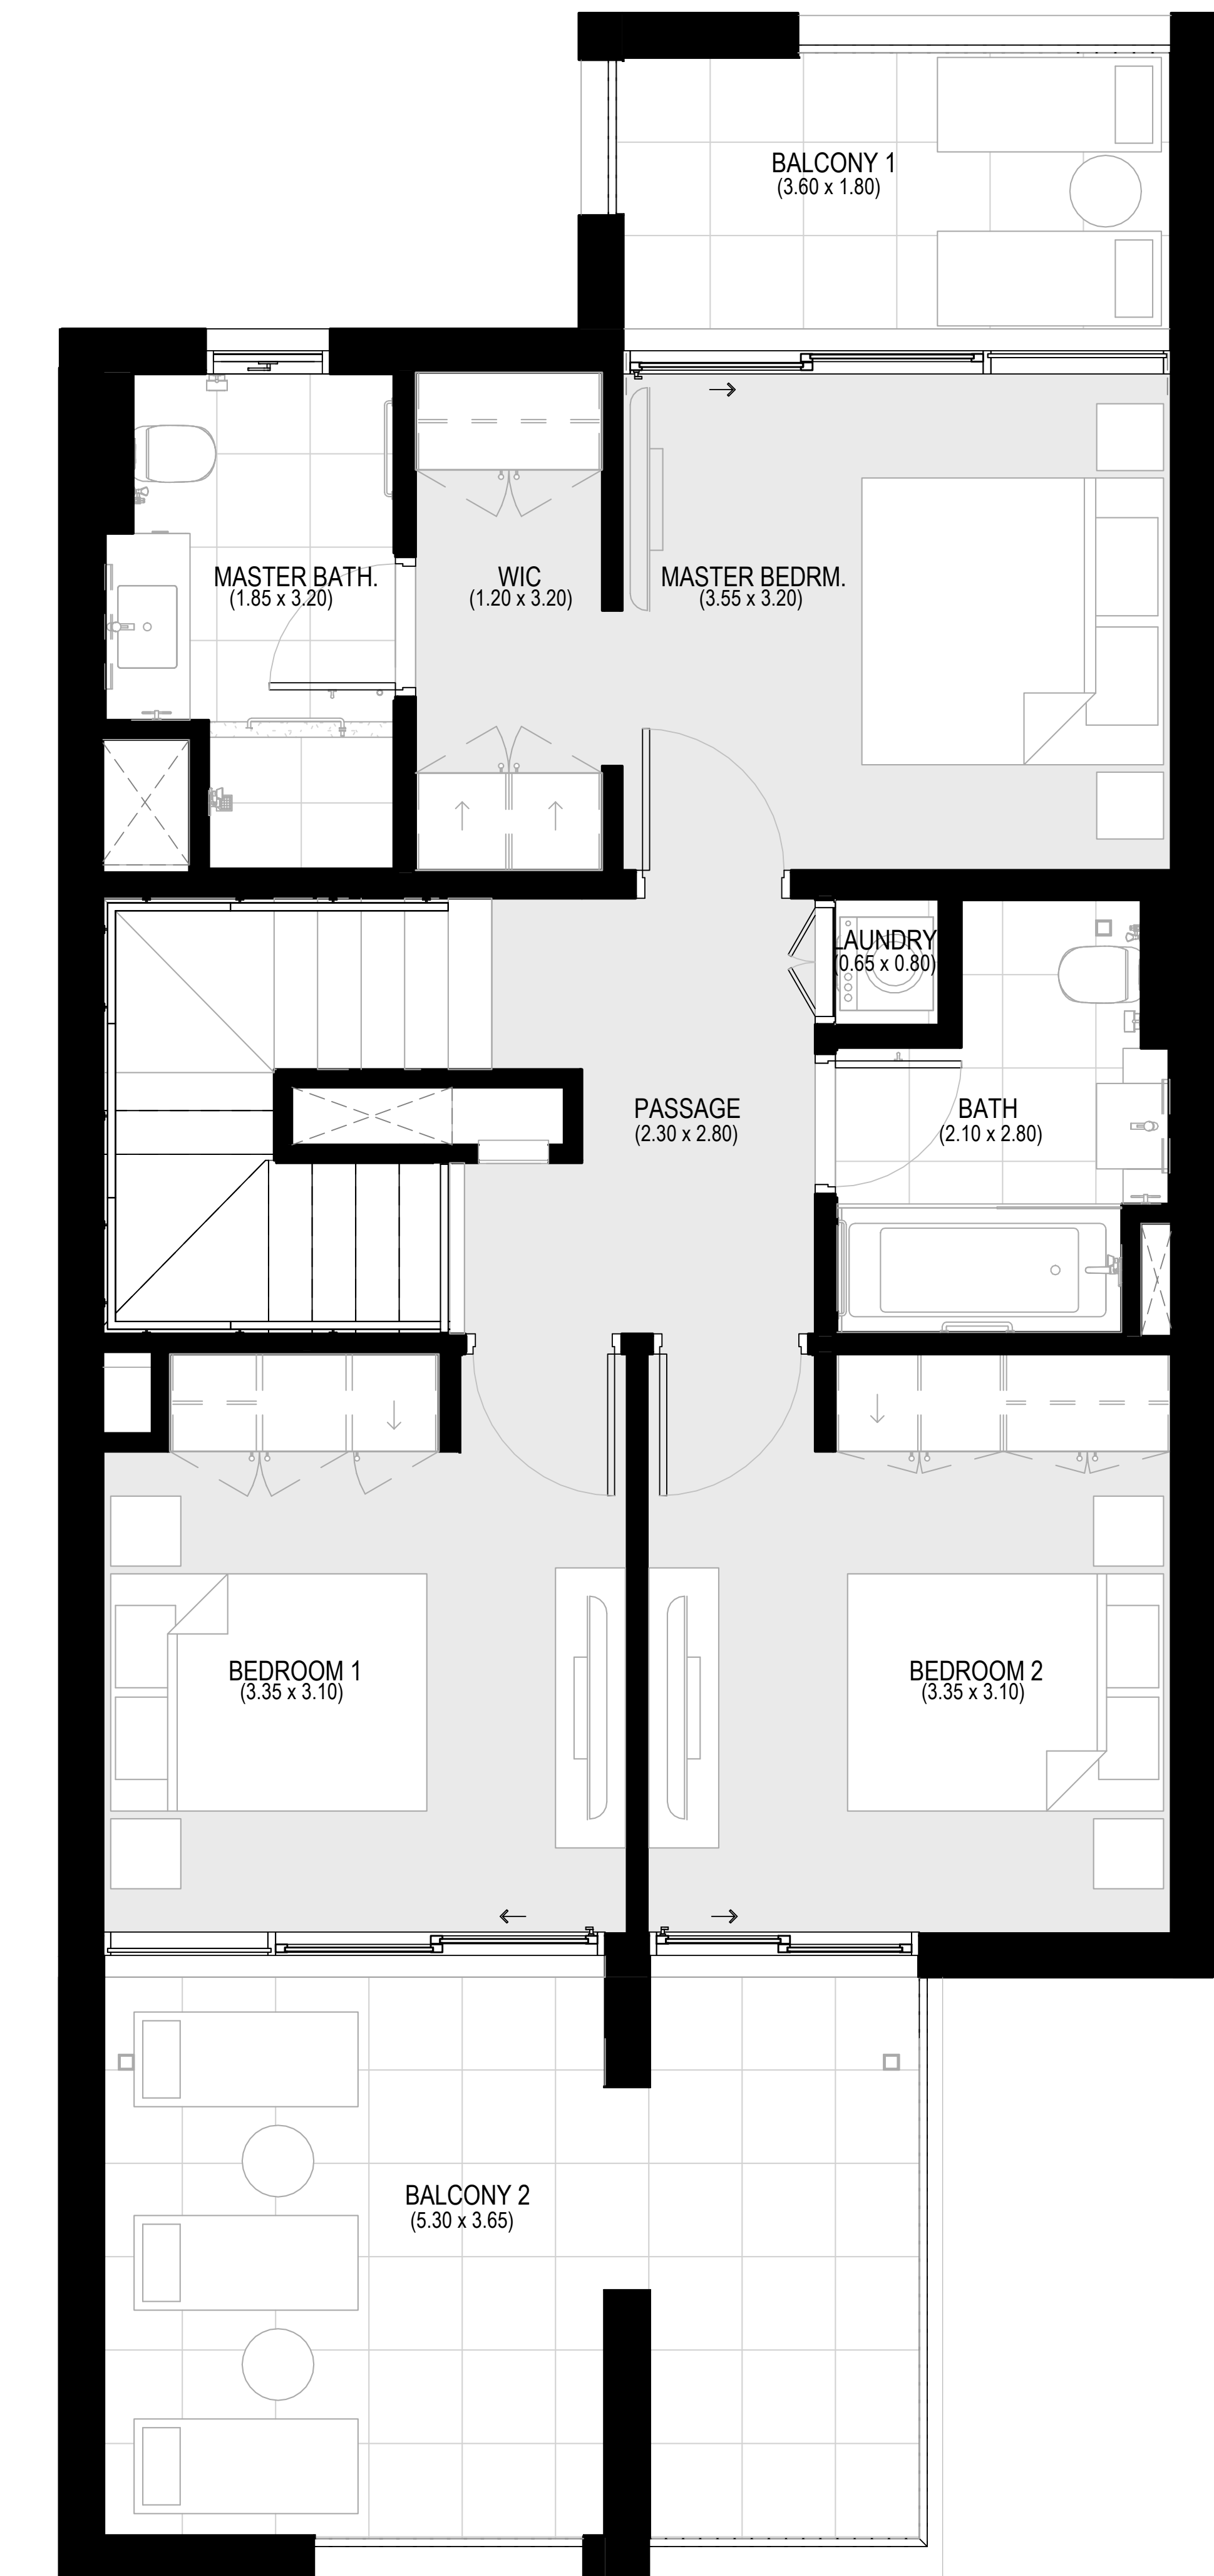 BALCONY 1
(3.60 x 1.80)
MASTER BATH.
(1.85 x 3.20)
WIC
(1.20 x 3.20)
MASTER BEDRM.
(3.55 x 3.20)
LAUNDRY
(0.65 x 0.80)
PASSAGE
(2.30 x 2.80)
BATH
(2.10 x 2.80)
BEDROOM 1
(3.35 x 3.10)
BEDROOM 2
(3.35 x 3.10)
BALCONY 2
(5.30 x 3.65)